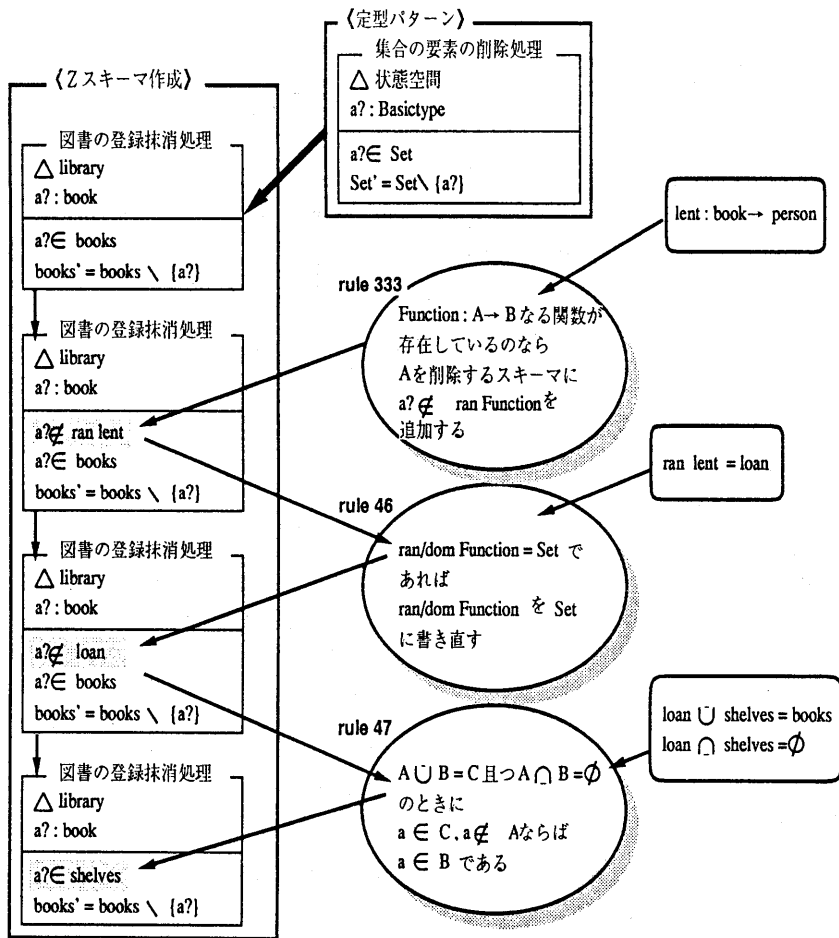 《定型パターン》
集合の要素の削除処理
△ 状態空間
a? : Basictype
a?∈ Set
Set' = Set\ {a?}
《Zスキーマ作成》
図書の登録抹消処理
△ library
a? : book
a?∈ books
books' = books \ {a?}
lent : book→ person
rule 333
Function : A→ Bなる関数が
存在しているのなら
Aを削除するスキーマに
a?∉ ran Functionを
追加する
図書の登録抹消処理
△ library
a? : book
a?∉ ran lent
a?∈ books
books' = books \ {a?}
ran lent = loan
rule 46
ran/dom Function = Set で
あれば
ran/dom Function を Set
に書き直す
図書の登録抹消処理
△ library
a? : book
a?∉ loan
a?∈ books
books' = books \ {a?}
loan ∪ shelves = books
loan ∩ shelves =∅
rule 47
A ∪ B = C且つA ∩ B =∅
のときに
a ∈ C, a∉ Aならば
a ∈ B である
図書の登録抹消処理
△ library
a? : book
a?∈ shelves
books' = books \ {a?}